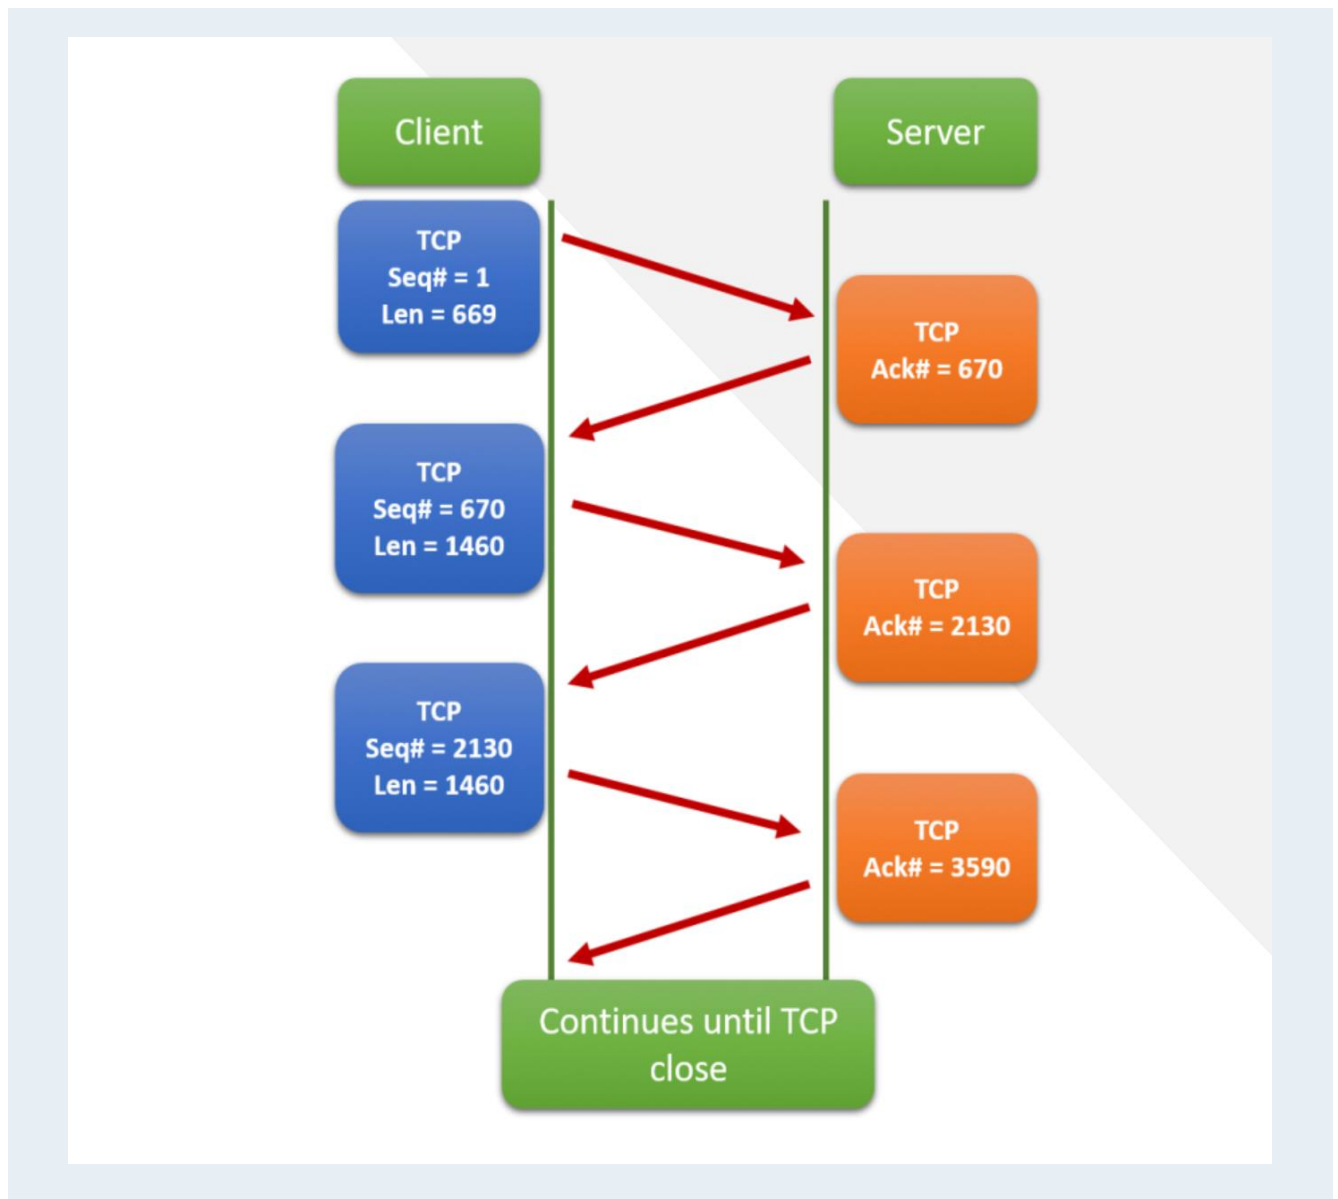 Client
Server
TCP
Seq# = 1
Len = 669
TCP
Ack# = 670
TCP
Seq# = 670
Len = 1460
TCP
Ack# = 2130
TCP
Seq# = 2130
Len = 1460
TCP
Ack# = 3590
Continues until TCP
close